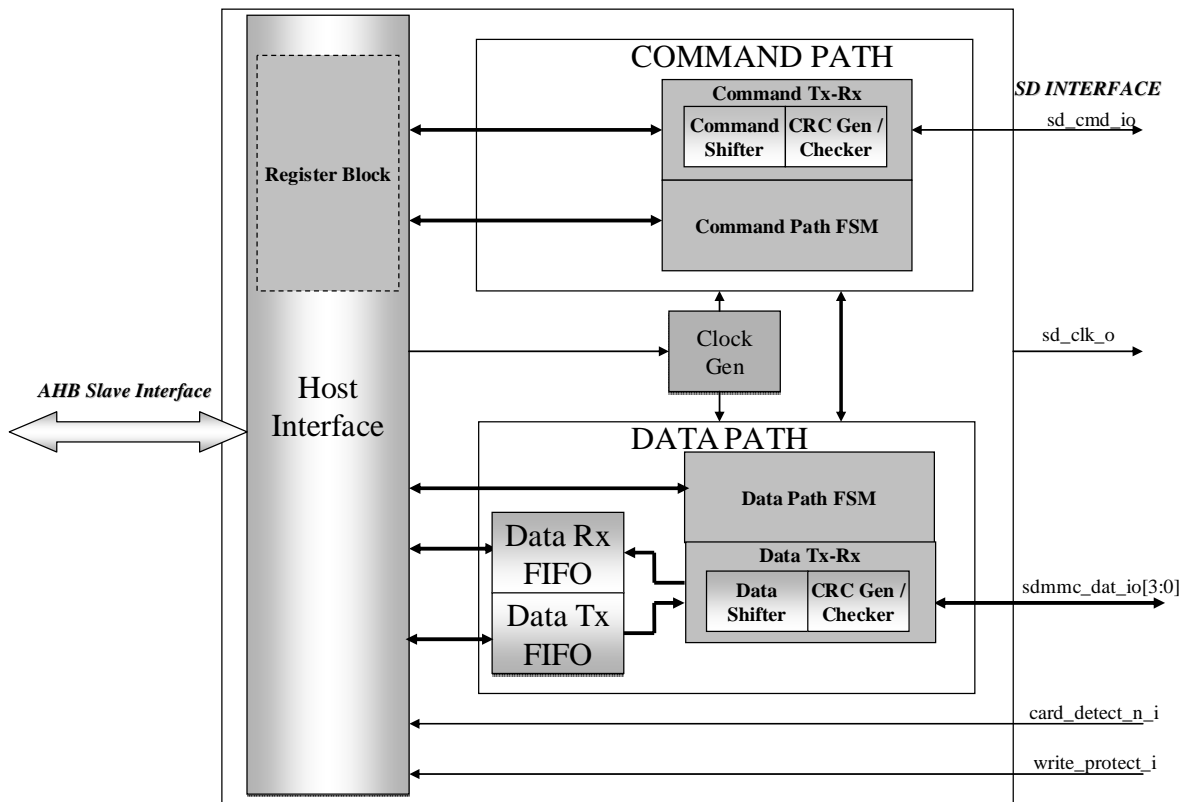 COMMAND PATH
Command Tx-Rx
SD INTERFACE
Command
Shifter
CRC Gen /
Checker
sd_cmd_io
Register Block
Command Path FSM
Clock
Gen
sd_clk_o
AHB Slave Interface
Host
Interface
DATA PATH
Data Path FSM
Data Rx
FIFO
Data Tx
FIFO
Data Tx-Rx
Data
Shifter
CRC Gen /
Checker
sdmmc_dat_io[3:0]
card_detect_n_i
write_protect_i